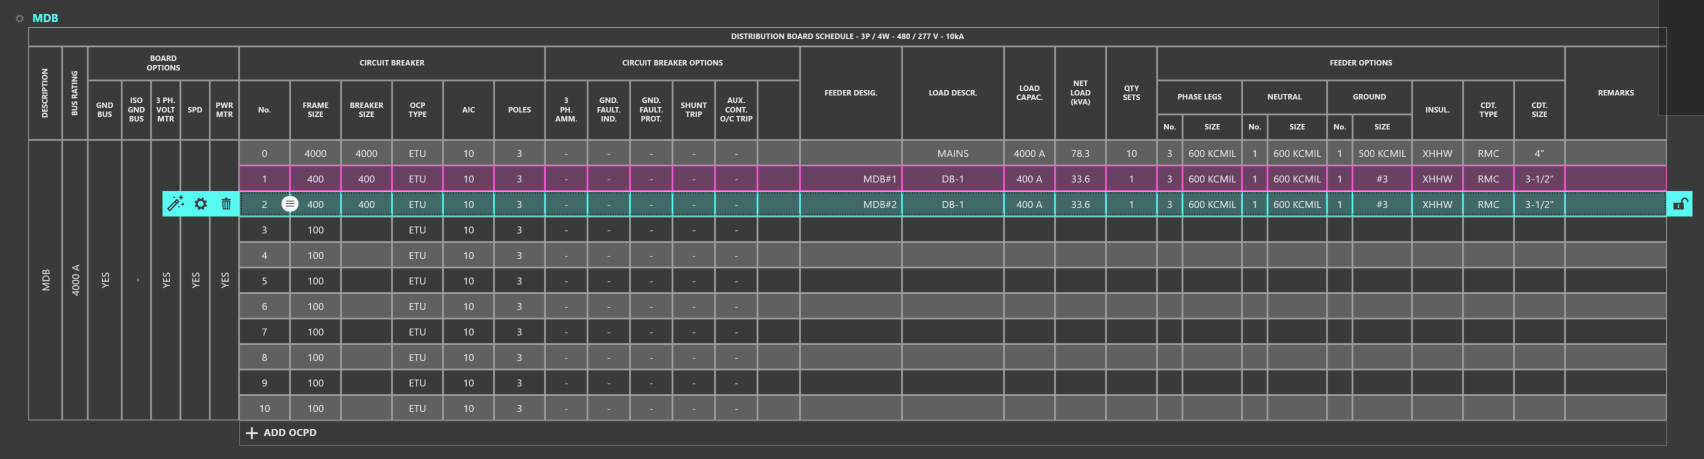 MDB
DISTRIBUTION BOARD SCHEDULE - 3P / 4W - 480 / 277 V - 10kA
DESCRIPTION BUS RATING BOARD OPTIONS CIRCUIT BREAKER CIRCUIT BREAKER OPTIONS FEEDER DESIG. LOAD DESCR. LOAD CAPAC. NET LOAD (kVA) QTY SETS FEEDER OPTIONS REMARKS
GND BUS ISO GND BUS 3 PH. VOLT MTR SPD PWR MTR No. FRAME SIZE BREAKER SIZE OCP TYPE AIC POLES 3 PH. AMM. GND. FAULT. IND. GND. FAULT. PROT. SHUNT TRIP AUX. CONT. O/C TRIP PHASE LEGS NEUTRAL GROUND INSUL. CDT. TYPE CDT. SIZE
No. SIZE No. SIZE No. SIZE
MDB 4000 A YES - YES YES YES
0 4000 4000 ETU 10 3 - - - - - MAINS 4000 A 78.3 10 3 600 KCMIL 1 600 KCMIL 1 500 KCMIL XHHW RMC 4"
1 400 400 ETU 10 3 - - - - - MDB#1 DB-1 400 A 33.6 1 3 600 KCMIL 1 600 KCMIL 1 #3 XHHW RMC 3-1/2"
2 400 400 ETU 10 3 - - - - - MDB#2 DB-1 400 A 33.6 1 3 600 KCMIL 1 600 KCMIL 1 #3 XHHW RMC 3-1/2"
3 100 ETU 10 3 - - - - -
4 100 ETU 10 3 - - - - -
5 100 ETU 10 3 - - - - -
6 100 ETU 10 3 - - - - -
7 100 ETU 10 3 - - - - -
8 100 ETU 10 3 - - - - -
9 100 ETU 10 3 - - - - -
10 100 ETU 10 3 - - - - -
+ ADD OCPD